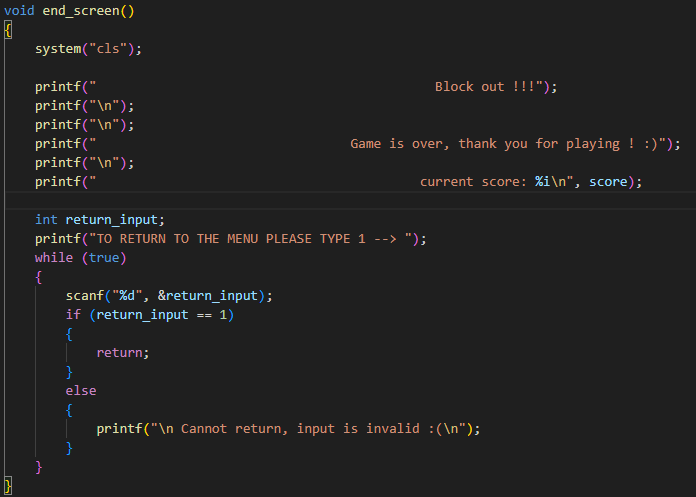 void end_screen()
{
    system("cls");
    printf("                                            Block out !!!");
    printf("\n");
    printf("\n");
    printf("                                 Game is over, thank you for playing ! :)");
    printf("\n");
    printf("                                          current score: %i\n", score);
    int return_input;
    printf("TO RETURN TO THE MENU PLEASE TYPE 1 --> ");
    while (true)
    {
        scanf("%d", &return_input);
        if (return_input == 1)
        {
            return;
        }
        else
        {
            printf("\n Cannot return, input is invalid :(\n");
        }
    }
}